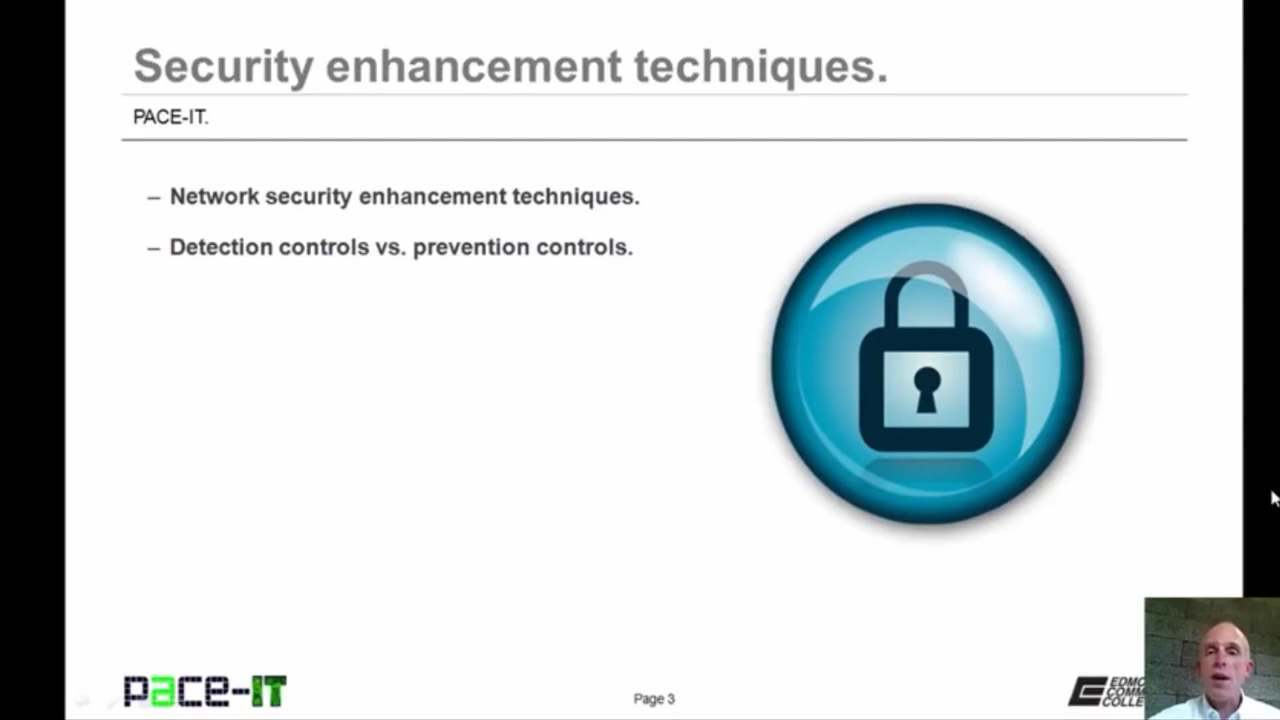 Security enhancement techniques.
PACE-IT.
– Network security enhancement techniques.
– Detection controls vs. prevention controls.
pace-IT
Page 3